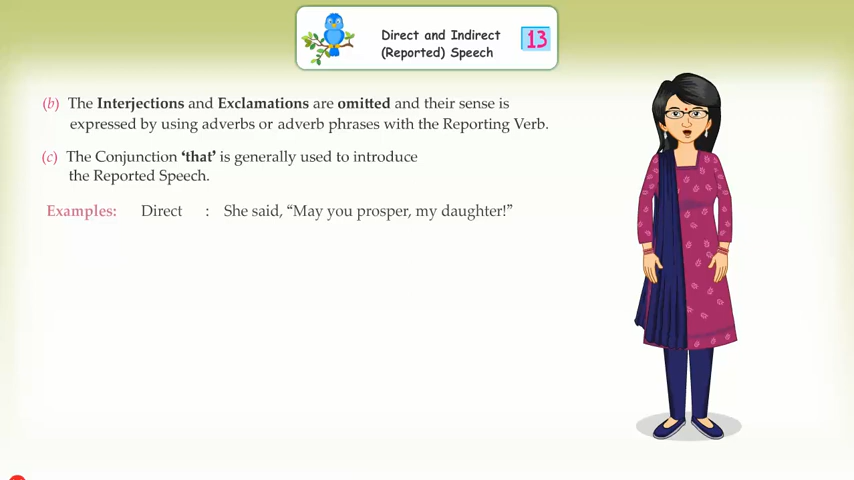 Direct and Indirect
(Reported) Speech
13
(b) The Interjections and Exclamations are omitted and their sense is
expressed by using adverbs or adverb phrases with the Reporting Verb.
(c) The Conjunction ‘that’ is generally used to introduce
the Reported Speech.
Examples: Direct : She said, “May you prosper, my daughter!”